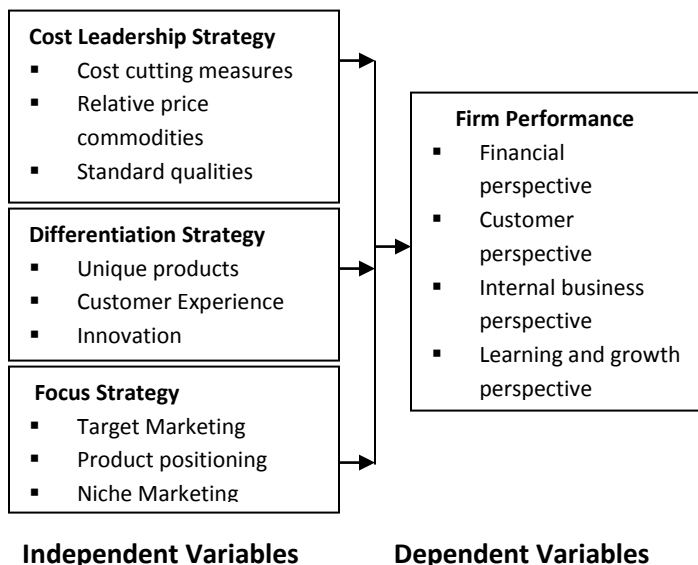 Cost Leadership Strategy
▪ Cost cutting measures
▪ Relative price
commodities
▪ Standard qualities
Differentiation Strategy
▪ Unique products
▪ Customer Experience
▪ Innovation
Focus Strategy
▪ Target Marketing
▪ Product positioning
▪ Niche Marketing
Firm Performance
▪ Financial
perspective
▪ Customer
perspective
▪ Internal business
perspective
▪ Learning and growth
perspective
Independent Variables
Dependent Variables